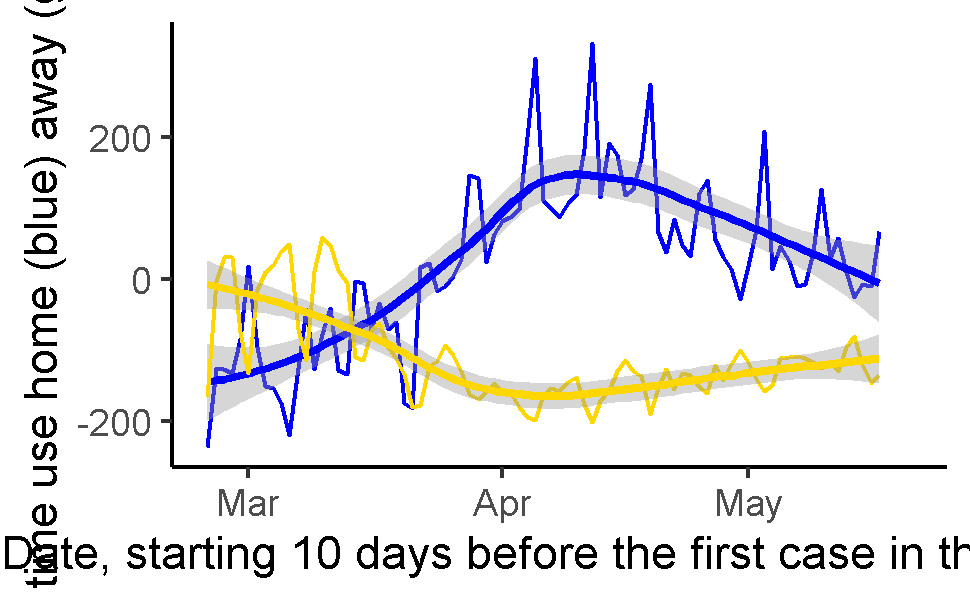 time use home (blue) away (
200
0
-200
Mar Apr May
Date, starting 10 days before the first case in th